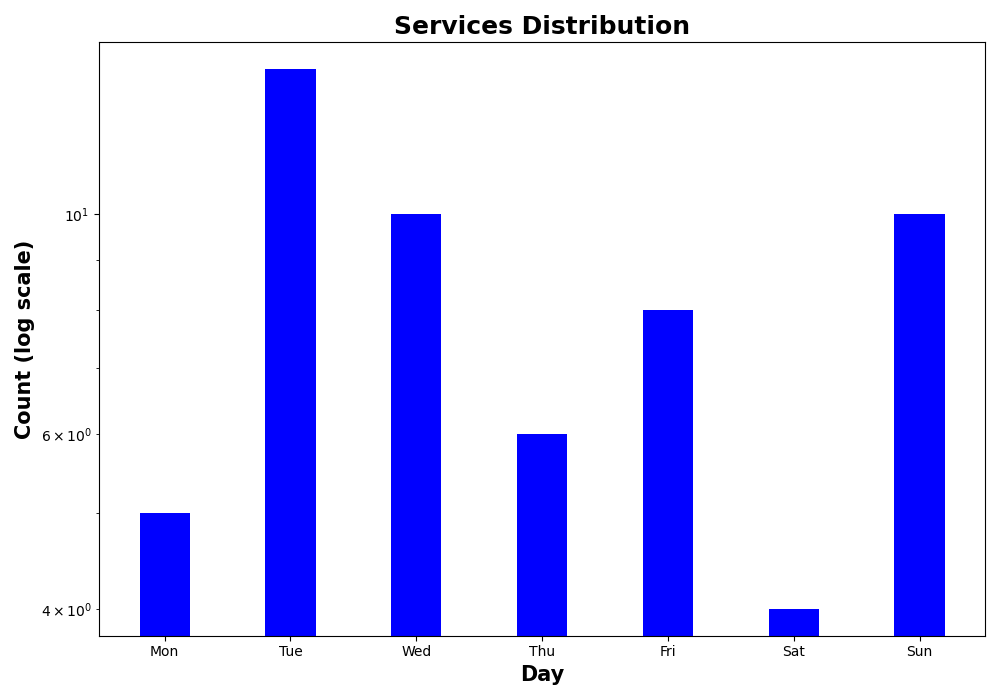 Services Distribution
Count (log scale)
10¹
6 × 10⁰
4 × 10⁰
Mon Tue Wed Thu Fri Sat Sun
Day